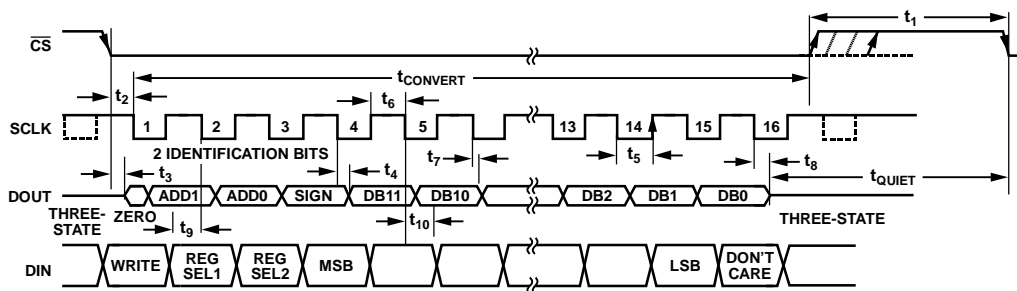 t1
CS
tCONVERT
t2
t6
SCLK
1 2 3 4 5 13 14 15 16
2 IDENTIFICATION BITS
t3 t4 t7 t5 t8
tQUIET
DOUT
THREE-STATE
ZERO ADD1 ADD0 SIGN DB11 DB10 DB2 DB1 DB0
THREE-STATE
t9 t10
DIN
WRITE REG SEL1 REG SEL2 MSB LSB DON'T CARE